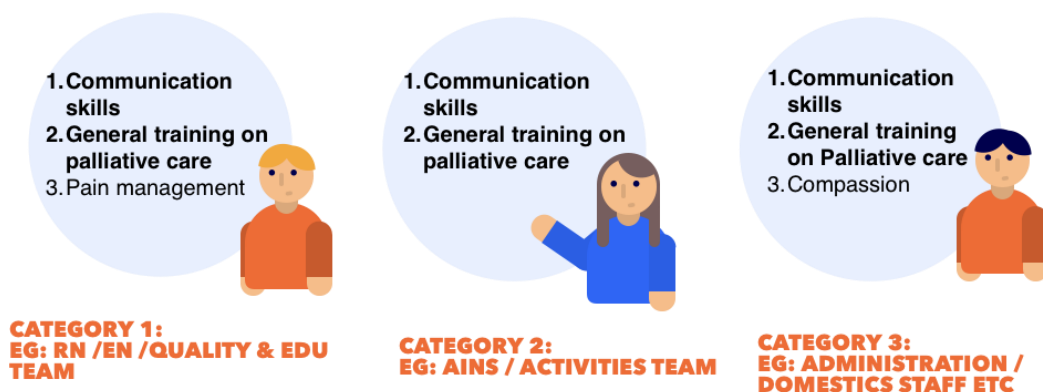 1. Communication
skills
2. General training on
palliative care
3. Pain management
CATEGORY 1:
EG: RN /EN /QUALITY & EDU
TEAM
1. Communication
skills
2. General training on
palliative care
CATEGORY 2:
EG: AINS / ACTIVITIES TEAM
1. Communication
skills
2. General training
on Palliative care
3. Compassion
CATEGORY 3:
EG: ADMINISTRATION /
DOMESTICS STAFF ETC